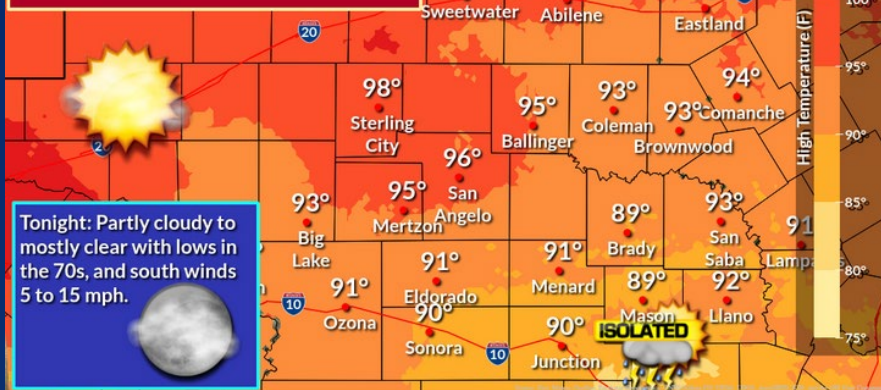 Sweetwater
Abilene
Eastland
20
98°
Sterling
City
95°
Ballinger
93°
Coleman
93°
Brownwood
94°
Comanche
96°
San
Angelo
95°
Mertzon
93°
Big
Lake
89°
Brady
93°
San
Saba
91
91°
Eldorado
91°
Menard
89°
Mason
92°
Llano
91°
Ozona
90°
Sonora
90°
Junction
10
10
ISOLATED
Tonight: Partly cloudy to
mostly clear with lows in
the 70s, and south winds
5 to 15 mph.
High Temperature (F)
95°
90°
85°
80°
75°